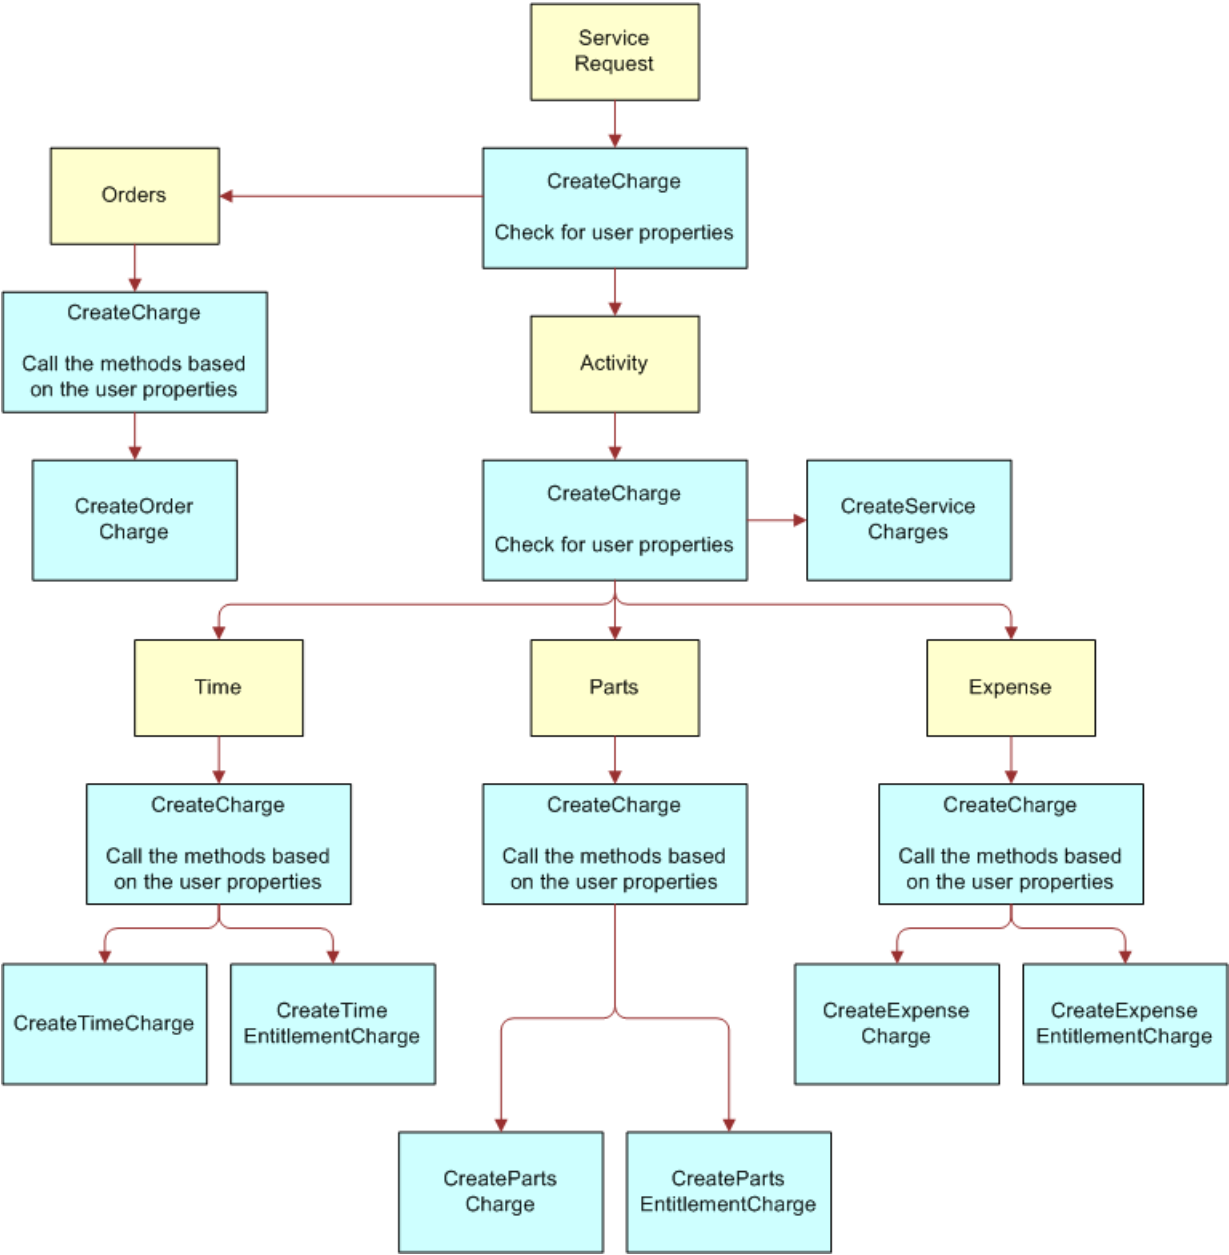 Service
Request
Orders
CreateCharge
Check for user properties
CreateCharge
Call the methods based
on the user properties
Activity
CreateOrder
Charge
CreateCharge
Check for user properties
CreateService
Charges
Time
Parts
Expense
CreateCharge
Call the methods based
on the user properties
CreateCharge
Call the methods based
on the user properties
CreateCharge
Call the methods based
on the user properties
CreateTimeCharge
CreateTime
EntitlementCharge
CreateExpense
Charge
CreateExpense
EntitlementCharge
CreateParts
Charge
CreateParts
EntitlementCharge